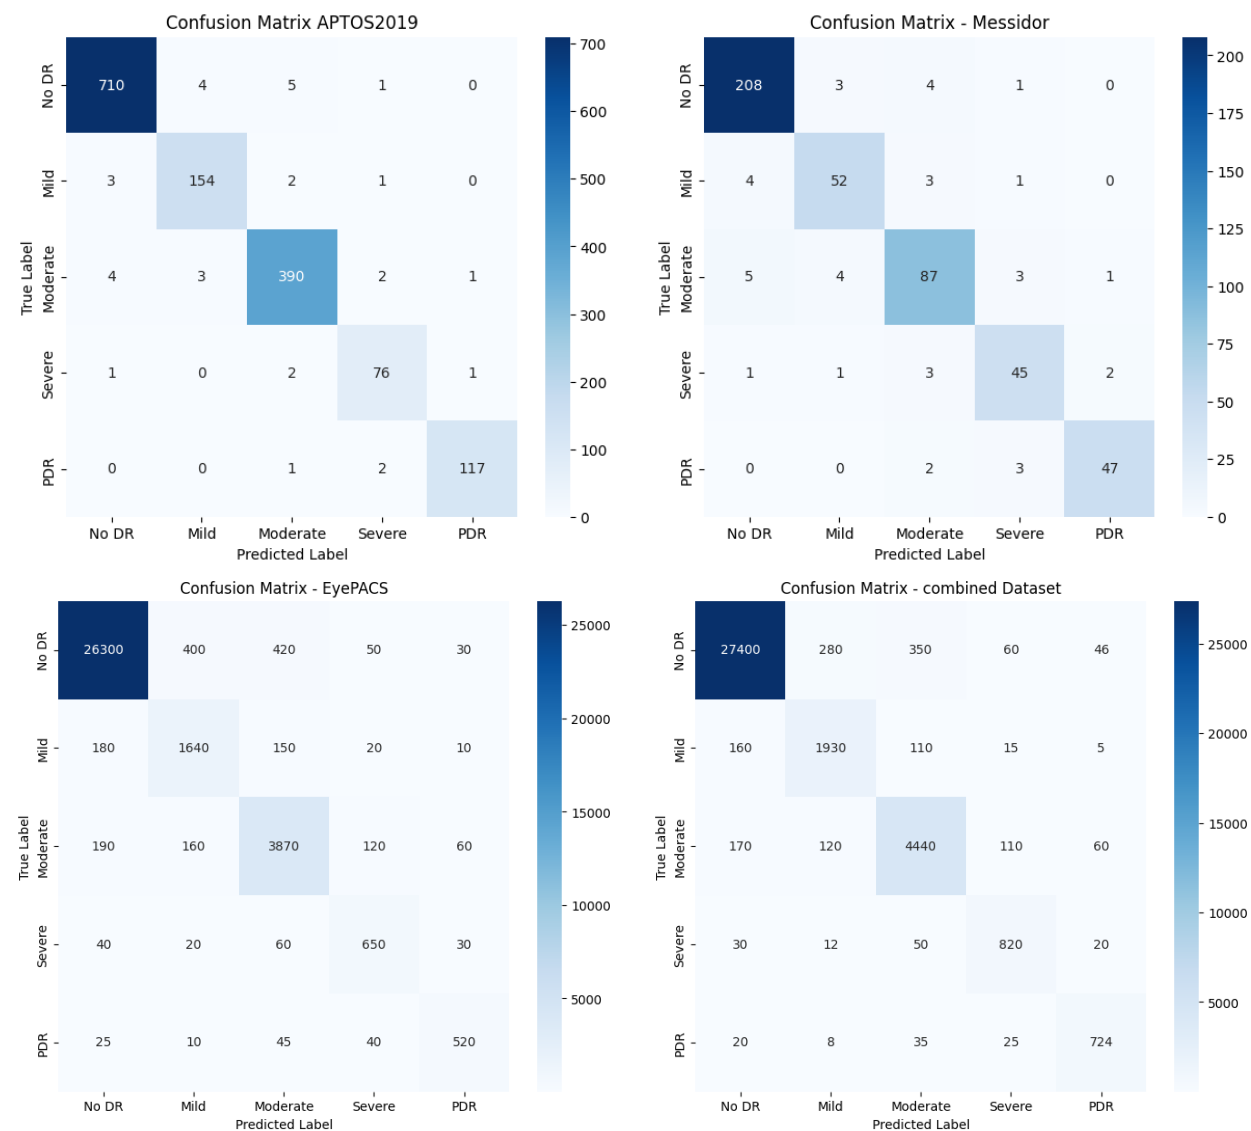 Confusion Matrix APTOS2019
No DR 710 4 5 1 0
Mild 3 154 2 1 0
Moderate 4 3 390 2 1
Severe 1 0 2 76 1
PDR 0 0 1 2 117
True Label
No DR Mild Moderate Severe PDR
Predicted Label
700
600
500
400
300
200
100
0
Confusion Matrix - Messidor
No DR 208 3 4 1 0
Mild 4 52 3 1 0
Moderate 5 4 87 3 1
Severe 1 1 3 45 2
PDR 0 0 2 3 47
True Label
No DR Mild Moderate Severe PDR
Predicted Label
200
175
150
125
100
75
50
25
0
Confusion Matrix - EyePACS
No DR 26300 400 420 50 30
Mild 180 1640 150 20 10
Moderate 190 160 3870 120 60
Severe 40 20 60 650 30
PDR 25 10 45 40 520
True Label
No DR Mild Moderate Severe PDR
Predicted Label
25000
20000
15000
10000
5000
Confusion Matrix - combined Dataset
No DR 27400 280 350 60 46
Mild 160 1930 110 15 5
Moderate 170 120 4440 110 60
Severe 30 12 50 820 20
PDR 20 8 35 25 724
True Label
No DR Mild Moderate Severe PDR
Predicted Label
25000
20000
15000
10000
5000